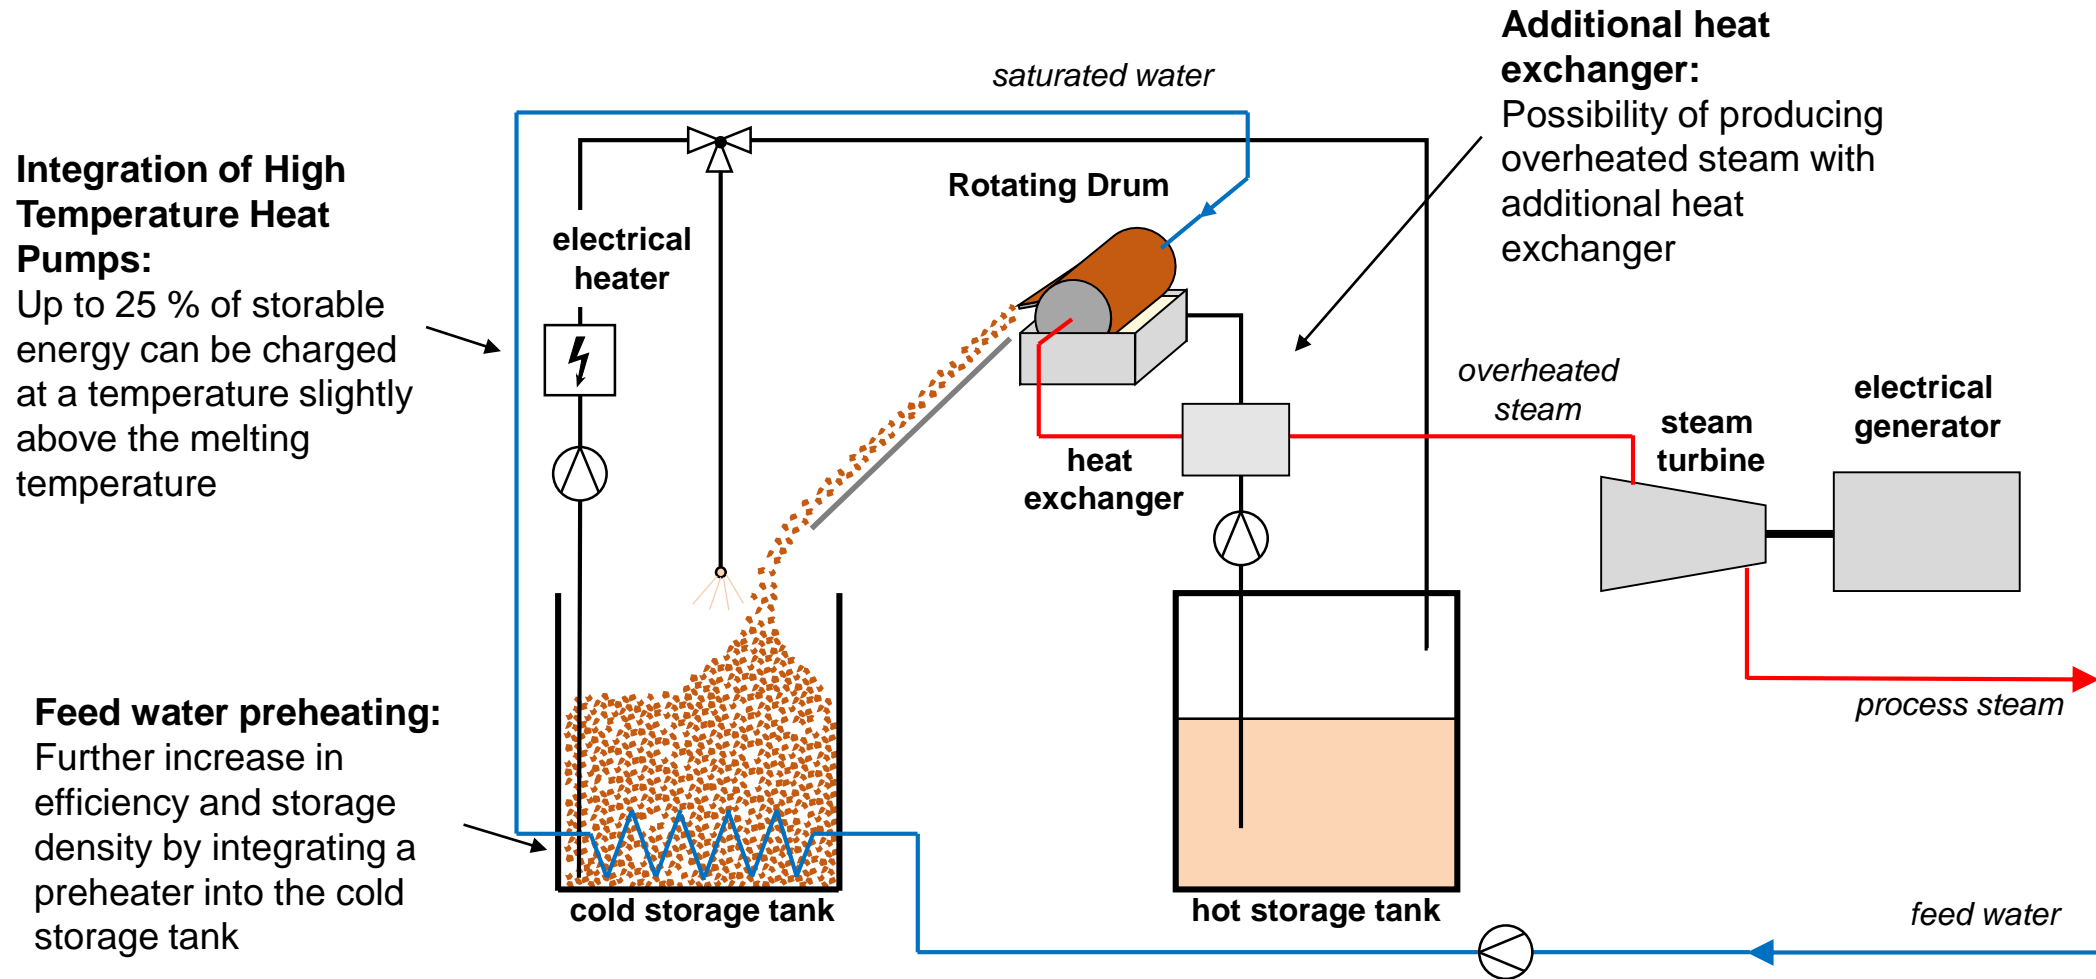 Additional heat
exchanger:
Possibility of producing
overheated steam with
additional heat
exchanger
saturated water
Integration of High
Temperature Heat
Pumps:
Up to 25 % of storable
energy can be charged
at a temperature slightly
above the melting
temperature
Rotating Drum
electrical
heater
overheated
steam
electrical
generator
steam
turbine
heat
exchanger
Feed water preheating:
Further increase in
efficiency and storage
density by integrating a
preheater into the cold
storage tank
process steam
cold storage tank
hot storage tank
feed water